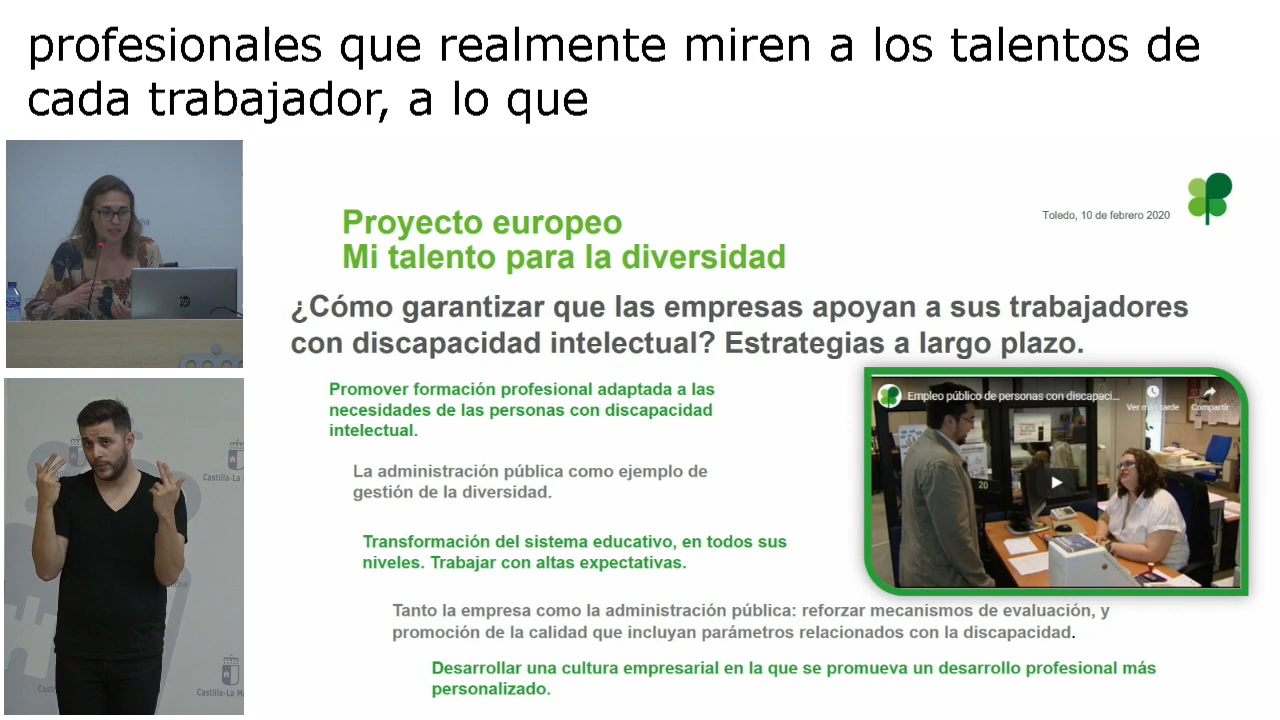 profesionales que realmente miren a los talentos de
cada trabajador, a lo que
Toledo, 10 de febrero 2020
Proyecto europeo
Mi talento para la diversidad
¿Cómo garantizar que las empresas apoyan a sus trabajadores
con discapacidad intelectual? Estrategias a largo plazo.
Promover formación profesional adaptada a las
necesidades de las personas con discapacidad
intelectual.
La administración pública como ejemplo de
gestión de la diversidad.
Transformación del sistema educativo, en todos sus
niveles. Trabajar con altas expectativas.
Tanto la empresa como la administración pública: reforzar mecanismos de evaluación, y
promoción de la calidad que incluyan parámetros relacionados con la discapacidad.
Desarrollar una cultura empresarial en la que se promueva un desarrollo profesional más
personalizado.
Empleo público de personas con discapaci...
Ver más tarde
Compartir
20
hp
Castilla-La M
Castilla-La M